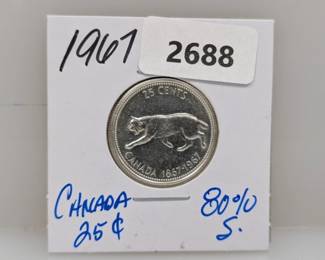 1967
2688
25 CENTS
CANADA 1867-1967
CANADA
25¢
80%
S.